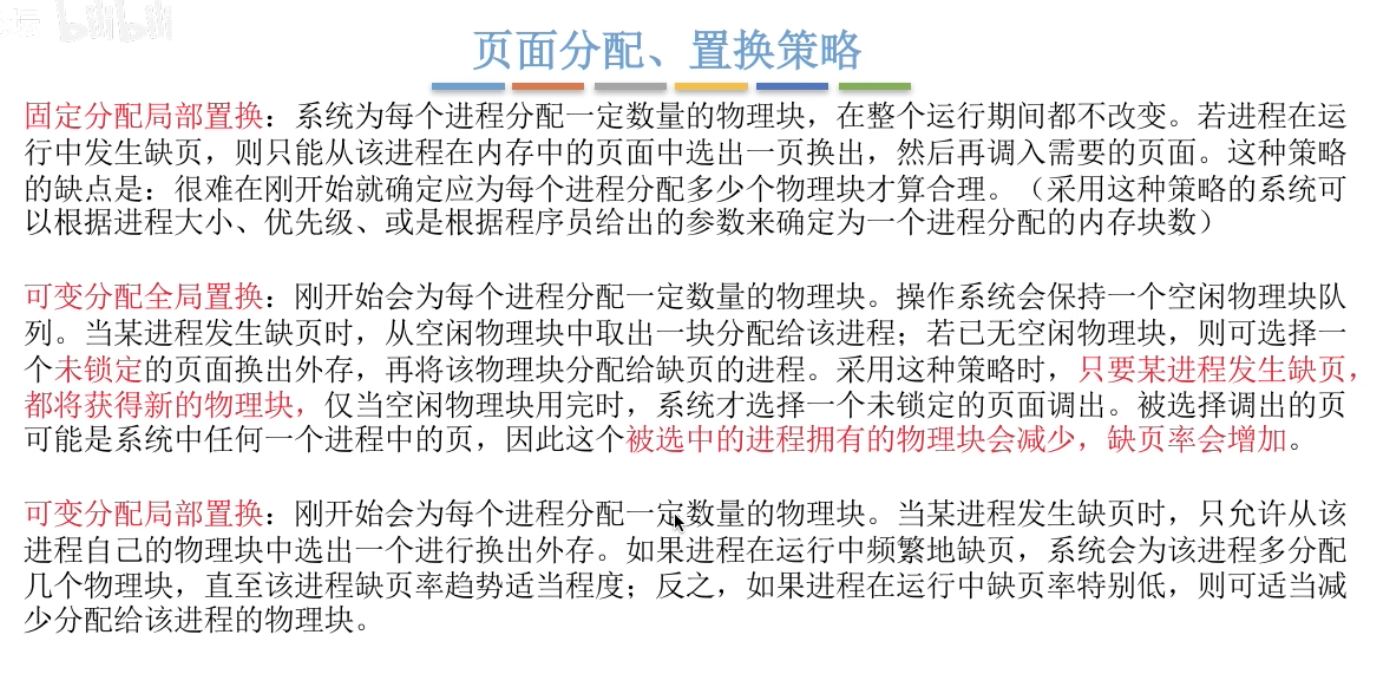 坛 bilibili
页面分配、置换策略
固定分配局部置换：系统为每个进程分配一定数量的物理块，在整个运行期间都不改变。若进程在运
行中发生缺页，则只能从该进程在内存中的页面中选出一页换出，然后再调入需要的页面。这种策略
的缺点是：很难在刚开始就确定应为每个进程分配多少个物理块才算合理。（采用这种策略的系统可
以根据进程大小、优先级、或是根据程序员给出的参数来确定为一个进程分配的内存块数）
可变分配全局置换：刚开始会为每个进程分配一定数量的物理块。操作系统会保持一个空闲物理块队
列。当某进程发生缺页时，从空闲物理块中取出一块分配给该进程；若已无空闲物理块，则可选择一
个未锁定的页面换出外存，再将该物理块分配给缺页的进程。采用这种策略时，只要某进程发生缺页，
都将获得新的物理块，仅当空闲物理块用完时，系统才选择一个未锁定的页面调出。被选择调出的页
可能是系统中任何一个进程中的页，因此这个被选中的进程拥有的物理块会减少，缺页率会增加。
可变分配局部置换：刚开始会为每个进程分配一定数量的物理块。当某进程发生缺页时，只允许从该
进程自己的物理块中选出一个进行换出外存。如果进程在运行中频繁地缺页，系统会为该进程多分配
几个物理块，直至该进程缺页率趋势适当程度；反之，如果进程在运行中缺页率特别低，则可适当减
少分配给该进程的物理块。